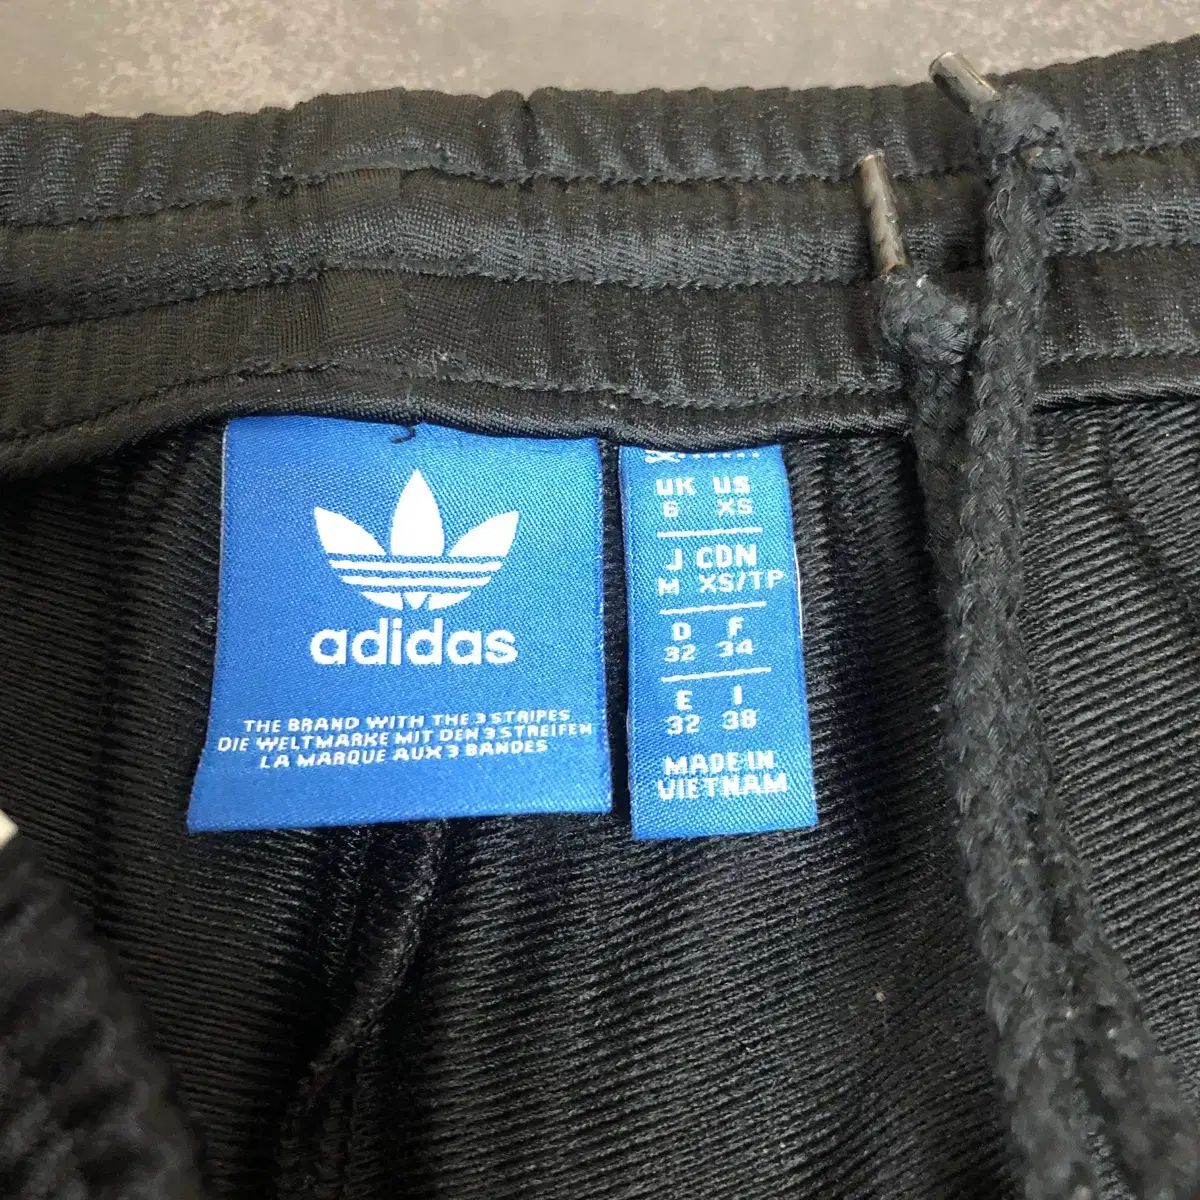 adidas
THE BRAND WITH THE 3 STRIPES
DIE WELTMARKE MIT DEN 3 STREIFEN
LA MARQUE AUX 3 BANDES
UK US
6 XS
J CDN
M XS/TP
D F
32 34
E I
32 38
MADE IN
VIETNAM